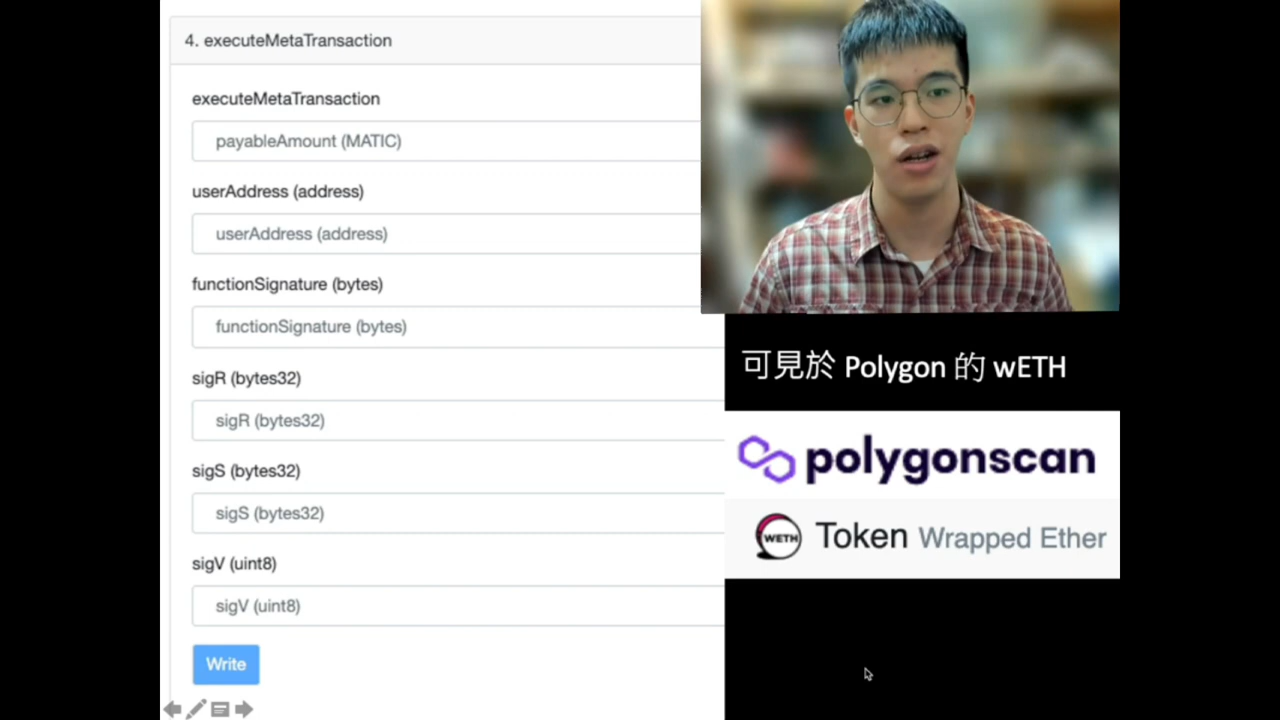 4. executeMetaTransaction
executeMetaTransaction
payableAmount (MATIC)
userAddress (address)
userAddress (address)
functionSignature (bytes)
functionSignature (bytes)
sigR (bytes32)
sigR (bytes32)
sigS (bytes32)
sigS (bytes32)
sigV (uint8)
sigV (uint8)
Write
可見於 Polygon 的 wETH
polygonscan
WETH Token Wrapped Ether